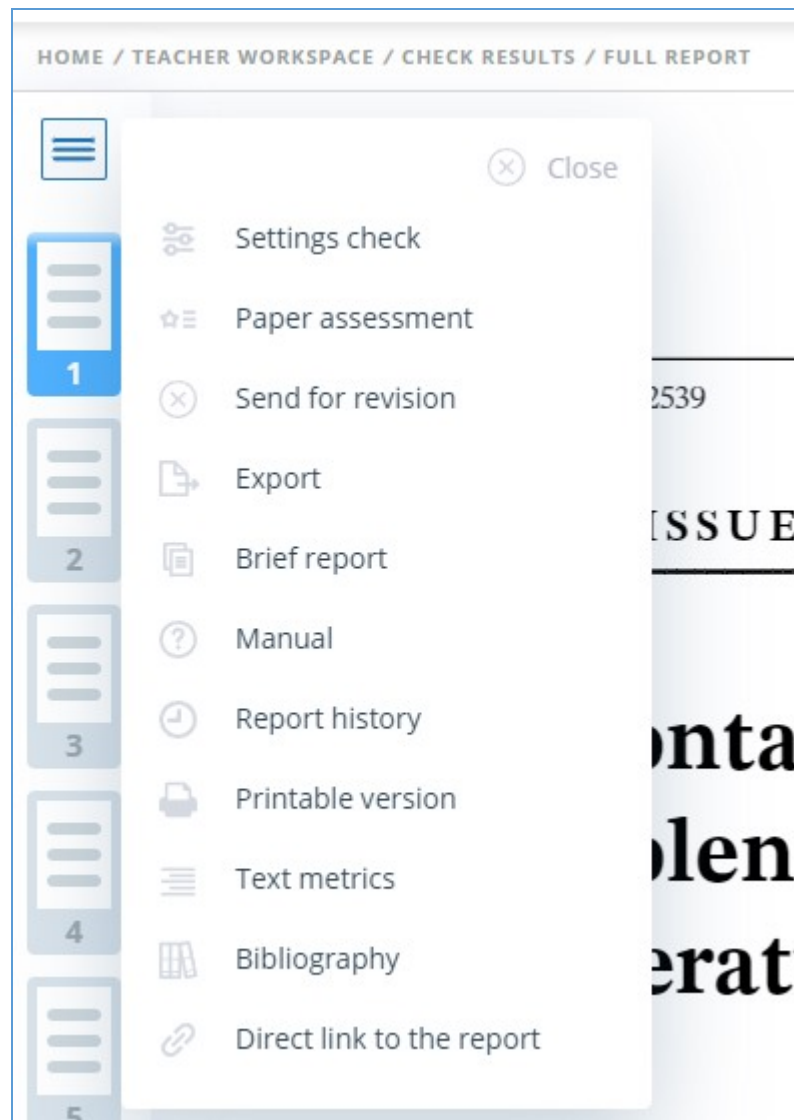 HOME / TEACHER WORKSPACE / CHECK RESULTS / FULL REPORT
Close
Settings check
Paper assessment
1
2539
Send for revision
Export
ISSUE
2
Brief report
Manual
Report history
3
onta
Printable version
olen
Text metrics
4
Bibliography
erat
Direct link to the report
5